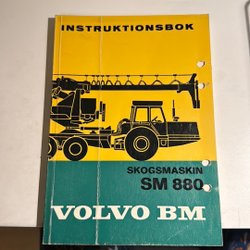 INSTRUKTIONSBOK
SKOGSMASKIN
SM 880
VOLVO BM